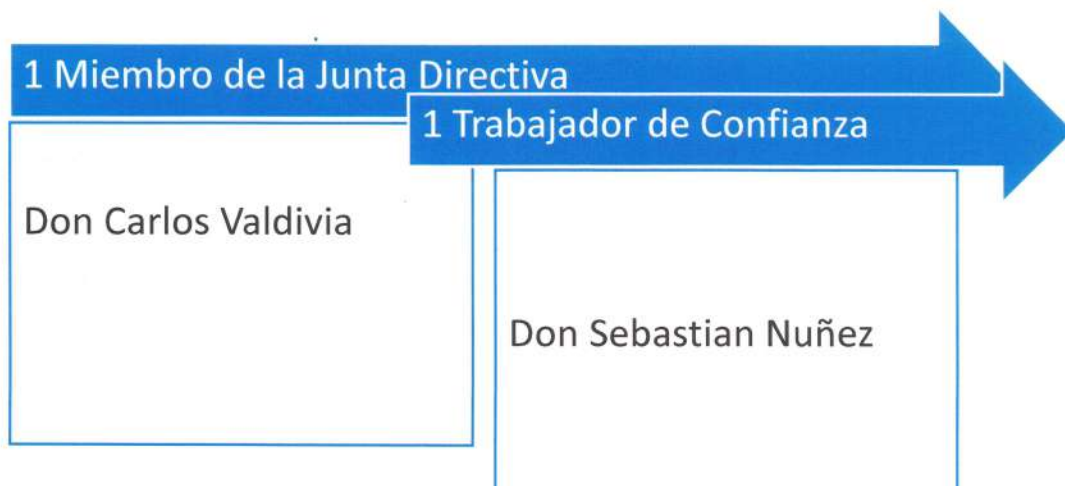 1 Miembro de la Junta Directiva
1 Trabajador de Confianza
Don Carlos Valdivia
Don Sebastian Nuñez